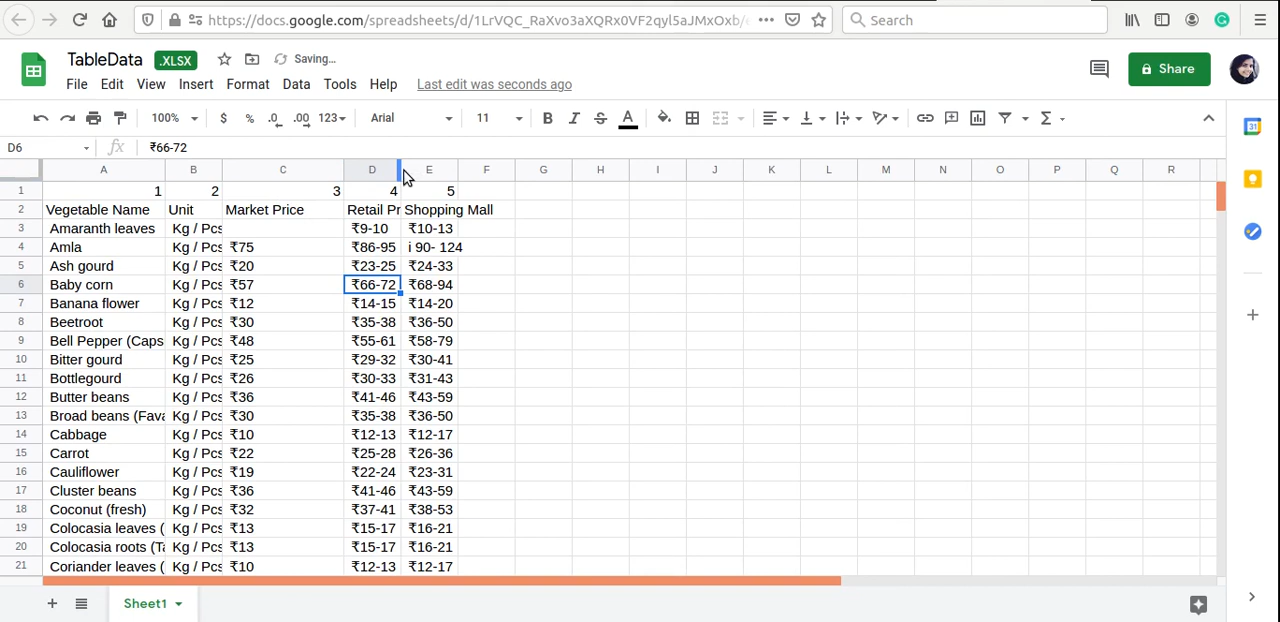 https://docs.google.com/spreadsheets/d/1LrVQC_RaXvo3aXQRx0VF2qyl5aJMxOxb/ ••• Search
TableData .XLSX Saving…
File Edit View Insert Format Data Tools Help Last edit was seconds ago Share
100% $ % .0 .00 123 Arial 11 B I S A Σ
D6 fx ₹66-72
A B C D E F G H I J K L M N O P Q R
1 1 2 3 4 5
2 Vegetable Name Unit Market Price Retail Pr Shopping Mall
3 Amaranth leaves Kg / Pcs ₹9-10 ₹10-13
4 Amla Kg / Pcs ₹75 ₹86-95 i 90- 124
5 Ash gourd Kg / Pcs ₹20 ₹23-25 ₹24-33
6 Baby corn Kg / Pcs ₹57 ₹66-72 ₹68-94
7 Banana flower Kg / Pcs ₹12 ₹14-15 ₹14-20
8 Beetroot Kg / Pcs ₹30 ₹35-38 ₹36-50
9 Bell Pepper (Caps Kg / Pcs ₹48 ₹55-61 ₹58-79
10 Bitter gourd Kg / Pcs ₹25 ₹29-32 ₹30-41
11 Bottlegourd Kg / Pcs ₹26 ₹30-33 ₹31-43
12 Butter beans Kg / Pcs ₹36 ₹41-46 ₹43-59
13 Broad beans (Fava Kg / Pcs ₹30 ₹35-38 ₹36-50
14 Cabbage Kg / Pcs ₹10 ₹12-13 ₹12-17
15 Carrot Kg / Pcs ₹22 ₹25-28 ₹26-36
16 Cauliflower Kg / Pcs ₹19 ₹22-24 ₹23-31
17 Cluster beans Kg / Pcs ₹36 ₹41-46 ₹43-59
18 Coconut (fresh) Kg / Pcs ₹32 ₹37-41 ₹38-53
19 Colocasia leaves ( Kg / Pcs ₹13 ₹15-17 ₹16-21
20 Colocasia roots (Ta Kg / Pcs ₹13 ₹15-17 ₹16-21
21 Coriander leaves ( Kg / Pcs ₹10 ₹12-13 ₹12-17
Sheet1